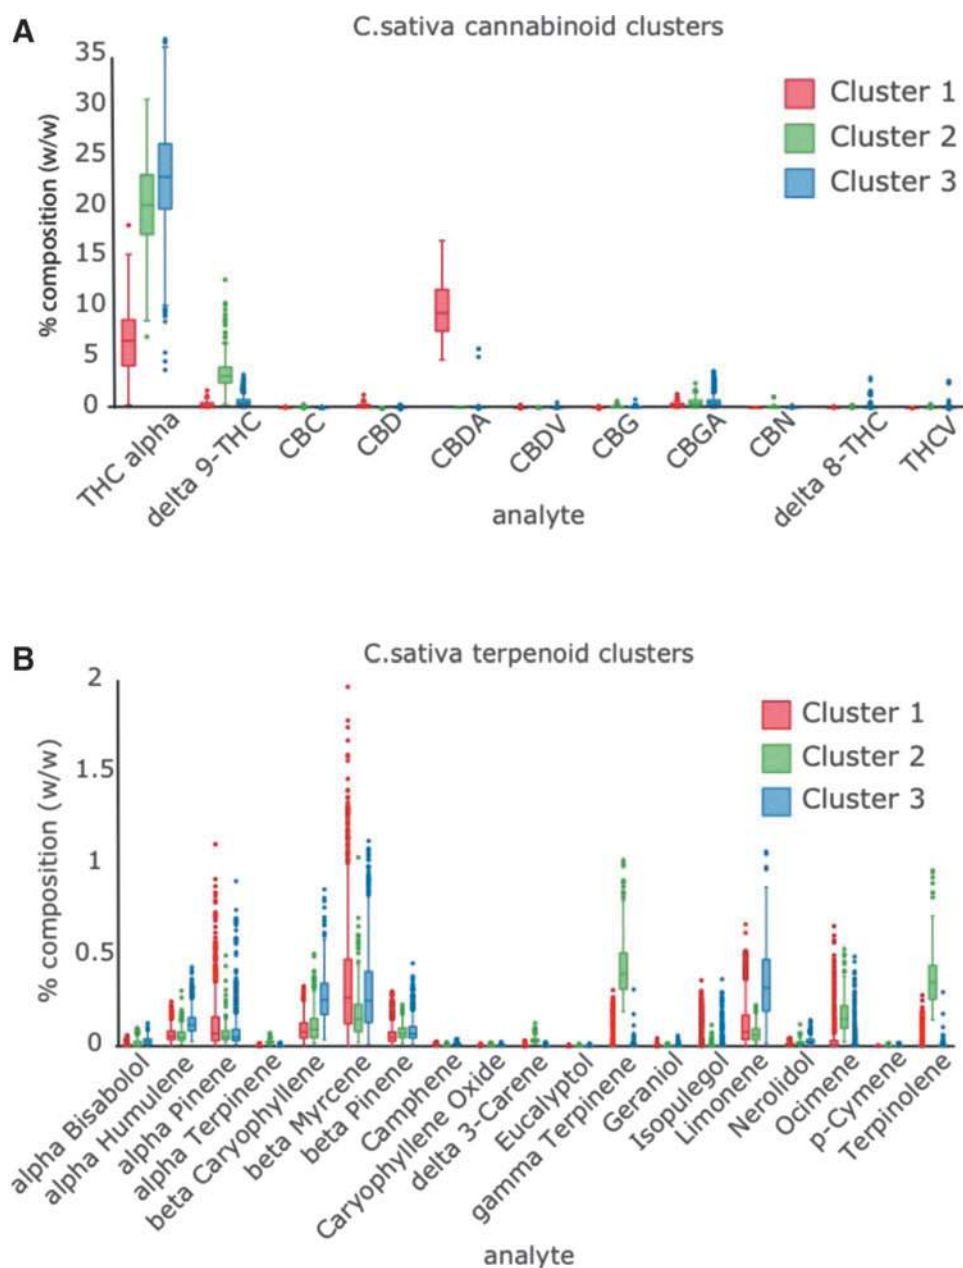 A
C.sativa cannabinoid clusters
% composition (w/w)
35
30
25
20
15
10
5
0
Cluster 1
Cluster 2
Cluster 3
THC alpha
delta 9-THC
CBC
CBD
CBDA
CBDV
CBG
CBGA
CBN
delta 8-THC
THCV
analyte
B
C.sativa terpenoid clusters
% composition (w/w)
2
1.5
1
0.5
0
Cluster 1
Cluster 2
Cluster 3
alpha Bisabolol
alpha Humulene
alpha Pinene
alpha Terpinene
beta Caryophyllene
beta Myrcene
beta Pinene
Camphene
Caryophyllene Oxide
delta 3-Carene
Eucalyptol
gamma Terpinene
Geraniol
Isopulegol
Limonene
Nerolidol
Ocimene
p-Cymene
Terpinolene
analyte